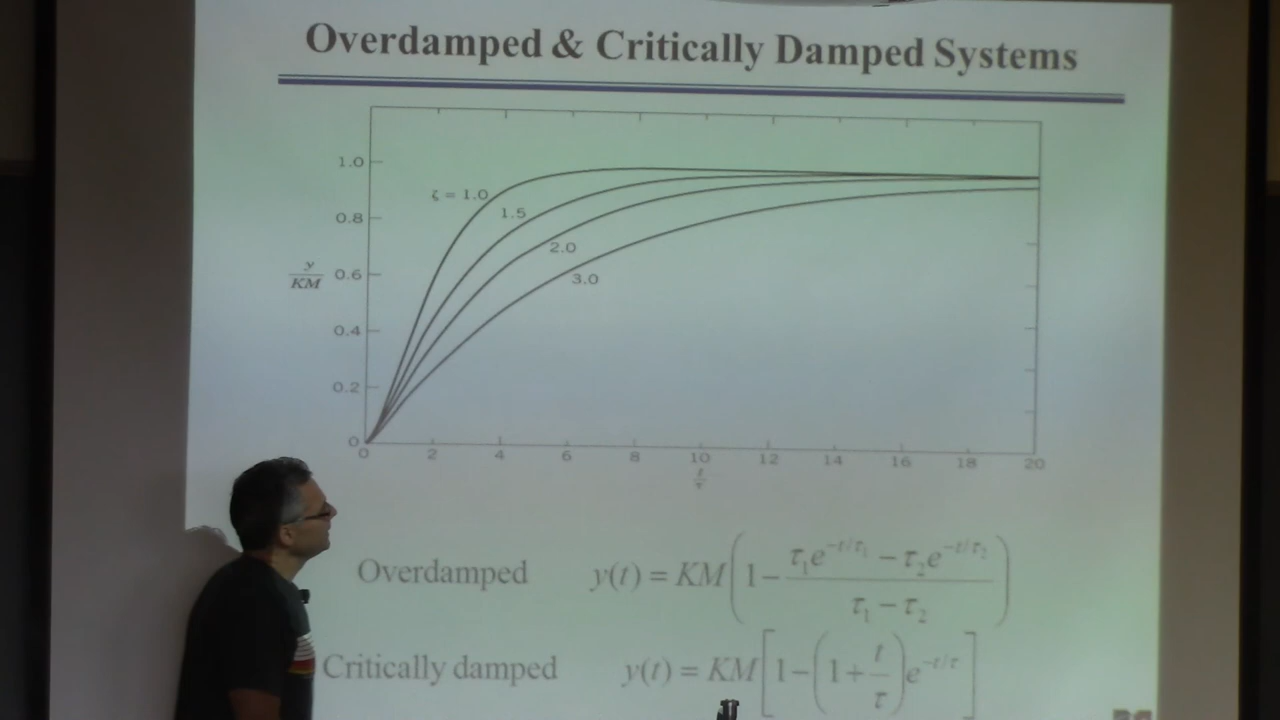 Overdamped & Critically Damped Systems
1.0
0.8
y/KM
0.6
0.4
0.2
0
ζ = 1.0
1.5
2.0
3.0
0 2 4 6 8 10 12 14 16 18 20
t/τ
Overdamped y(t) = KM(1 − (τ₁e^(−t/τ₁) − τ₂e^(−t/τ₂))/(τ₁ − τ₂))
Critically damped y(t) = KM[1 − (1 + t/τ)e^(−t/τ)]